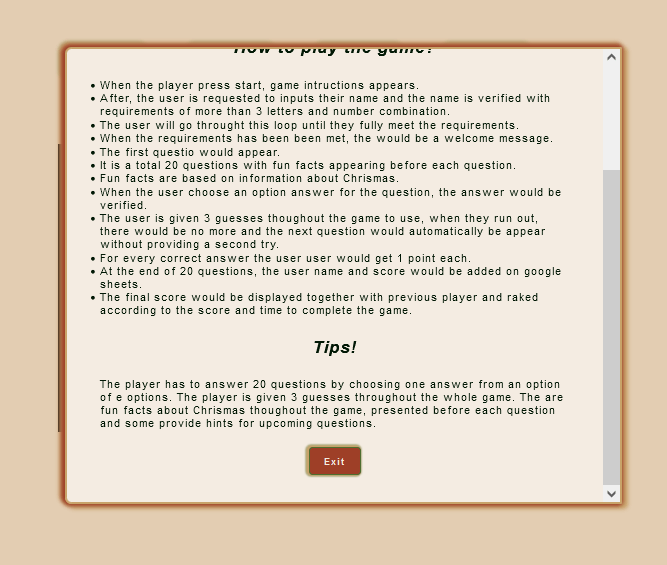 How to play the game?
• When the player press start, game intructions appears.
• After, the user is requested to inputs their name and the name is verified with
requirements of more than 3 letters and number combination.
• The user will go throught this loop until they fully meet the requirements.
• When the requirements has been been met, the would be a welcome message.
• The first questio would appear.
• It is a total 20 questions with fun facts appearing before each question.
• Fun facts are based on information about Chrismas.
• When the user choose an option answer for the question, the answer would be
verified.
• The user is given 3 guesses thoughout the game to use, when they run out,
there would be no more and the next question would automatically be appear
without providing a second try.
• For every correct answer the user user would get 1 point each.
• At the end of 20 questions, the user name and score would be added on google
sheets.
• The final score would be displayed together with previous player and raked
according to the score and time to complete the game.
Tips!
The player has to answer 20 questions by choosing one answer from an option
of e options. The player is given 3 guesses throughout the whole game. The are
fun facts about Chrismas thoughout the game, presented before each question
and some provide hints for upcoming questions.
Exit